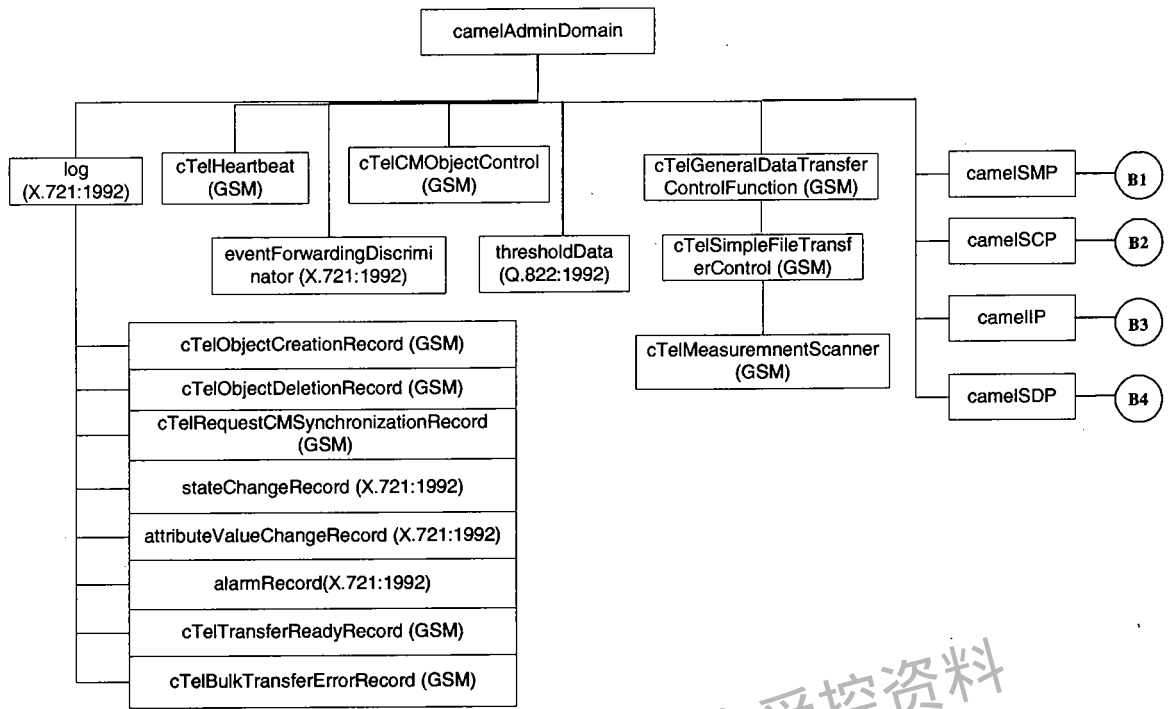 camelAdminDomain
log
(X.721:1992)
cTelHeartbeat
(GSM)
cTelCMObjectControl
(GSM)
cTelGeneralDataTransfer
ControlFunction (GSM)
camelSMP
B1
eventForwardingDiscrimi
nator (X.721:1992)
thresholdData
(Q.822:1992)
cTelSimpleFileTransf
erControl (GSM)
camelSCP
B2
camelIP
B3
cTelMeasuremnentScanner
(GSM)
camelSDP
B4
cTelObjectCreationRecord (GSM)
cTelObjectDeletionRecord (GSM)
cTelRequestCMSynchronizationRecord
(GSM)
stateChangeRecord (X.721:1992)
attributeValueChangeRecord (X.721:1992)
alarmRecord(X.721:1992)
cTelTransferReadyRecord (GSM)
cTelBulkTransferErrorRecord (GSM)
受控资料